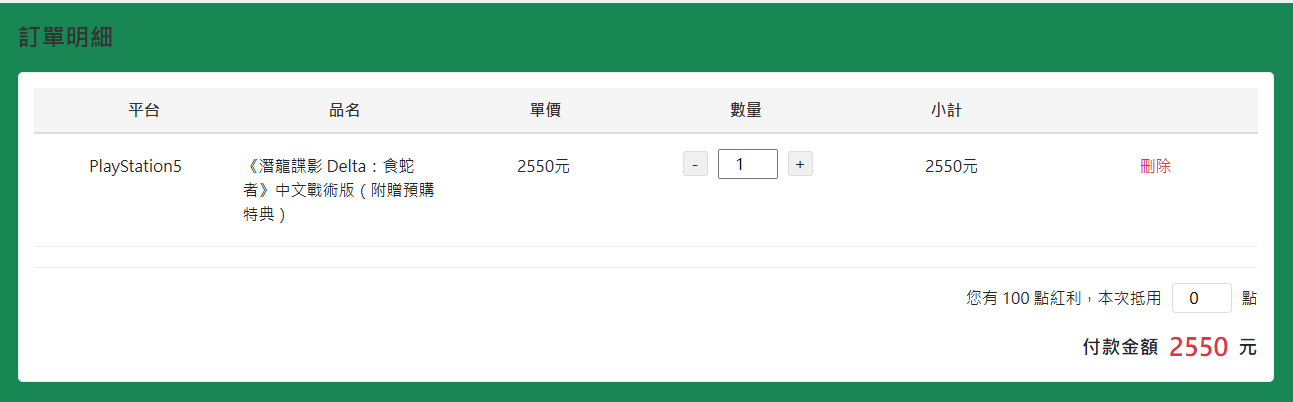 訂單明細
平台 品名 單價 數量 小計
PlayStation5 《潛龍諜影 Delta：食蛇 2550元 - 1 + 2550元 刪除
者》中文戰術版（附贈預購
特典）
您有 100 點紅利，本次抵用 0 點
付款金額 2550 元